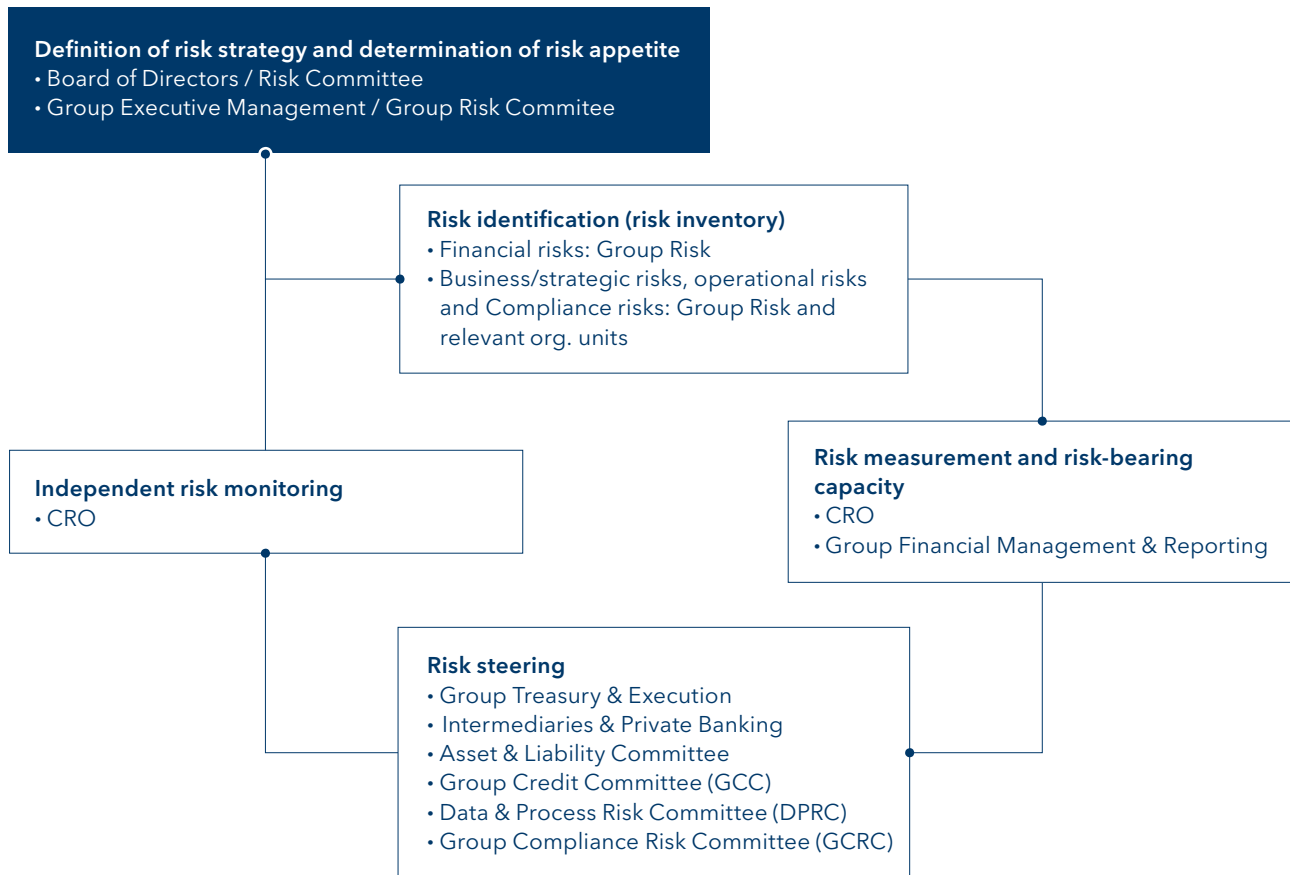 Definition of risk strategy and determination of risk appetite
• Board of Directors / Risk Committee
• Group Executive Management / Group Risk Commitee
Risk identification (risk inventory)
• Financial risks: Group Risk
• Business/strategic risks, operational risks
and Compliance risks: Group Risk and
relevant org. units
Independent risk monitoring
• CRO
Risk measurement and risk-bearing
capacity
• CRO
• Group Financial Management & Reporting
Risk steering
• Group Treasury & Execution
• Intermediaries & Private Banking
• Asset & Liability Committee
• Group Credit Committee (GCC)
• Data & Process Risk Committee (DPRC)
• Group Compliance Risk Committee (GCRC)